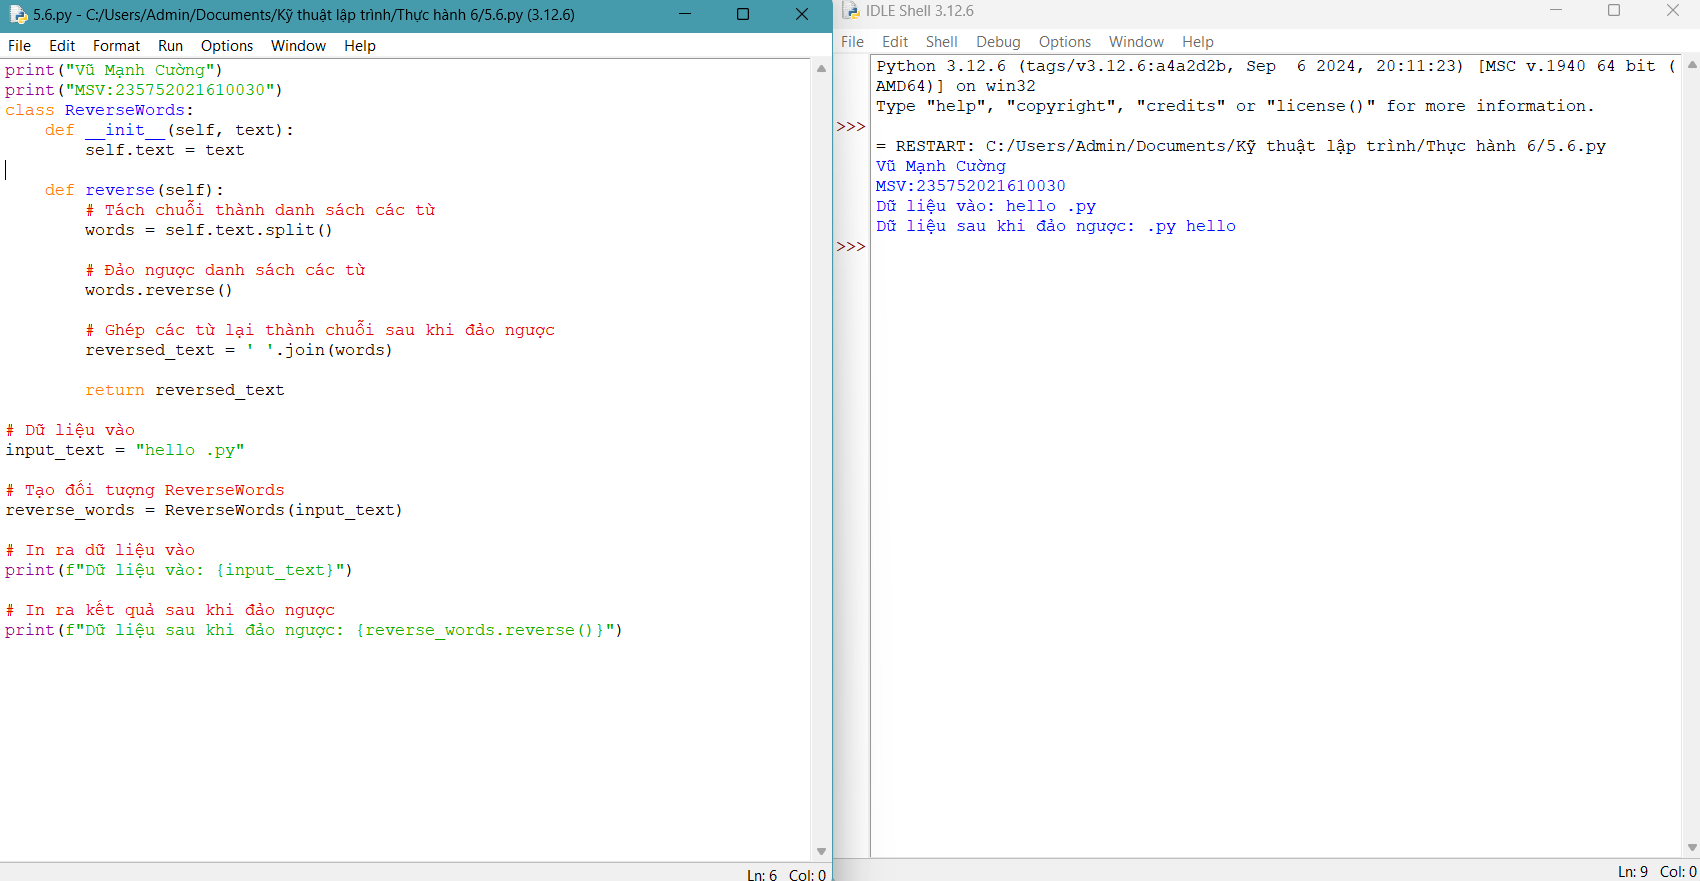 5.6.py - C:/Users/Admin/Documents/Kỹ thuật lập trình/Thực hành 6/5.6.py (3.12.6)
File Edit Format Run Options Window Help
print("Vũ Mạnh Cường")
print("MSV:235752021610030")
class ReverseWords:
    def __init__(self, text):
        self.text = text

    def reverse(self):
        # Tách chuỗi thành danh sách các từ
        words = self.text.split()

        # Đảo ngược danh sách các từ
        words.reverse()

        # Ghép các từ lại thành chuỗi sau khi đảo ngược
        reversed_text = ' '.join(words)

        return reversed_text

# Dữ liệu vào
input_text = "hello .py"

# Tạo đối tượng ReverseWords
reverse_words = ReverseWords(input_text)

# In ra dữ liệu vào
print(f"Dữ liệu vào: {input_text}")

# In ra kết quả sau khi đảo ngược
print(f"Dữ liệu sau khi đảo ngược: {reverse_words.reverse()}")
Ln: 6 Col: 0
IDLE Shell 3.12.6
File Edit Shell Debug Options Window Help
Python 3.12.6 (tags/v3.12.6:a4a2d2b, Sep  6 2024, 20:11:23) [MSC v.1940 64 bit (
AMD64)] on win32
Type "help", "copyright", "credits" or "license()" for more information.
>>>
= RESTART: C:/Users/Admin/Documents/Kỹ thuật lập trình/Thực hành 6/5.6.py
Vũ Mạnh Cường
MSV:235752021610030
Dữ liệu vào: hello .py
Dữ liệu sau khi đảo ngược: .py hello
>>>
Ln: 9 Col: 0